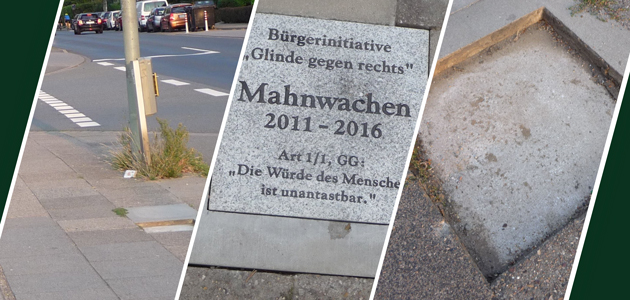 Bürgerinitiative
„Glinde gegen rechts"
Mahnwachen
2011 – 2016
Art 1/1, GG:
„Die Würde des Mensche
ist unantastbar."